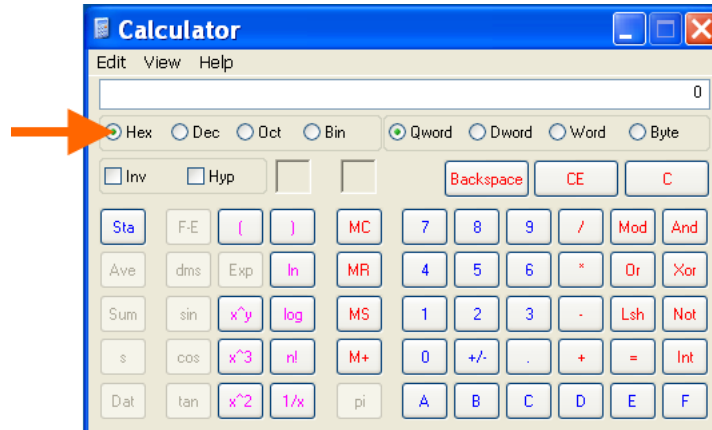 Calculator
Edit View Help
0
Hex Dec Oct Bin Qword Dword Word Byte
Inv Hyp Backspace CE C
Sta F-E ( ) MC 7 8 9 / Mod And
Ave dms Exp ln MR 4 5 6 * Or Xor
Sum sin x^y log MS 1 2 3 - Lsh Not
s cos x^3 n! M+ 0 +/- . + = Int
Dat tan x^2 1/x pi A B C D E F